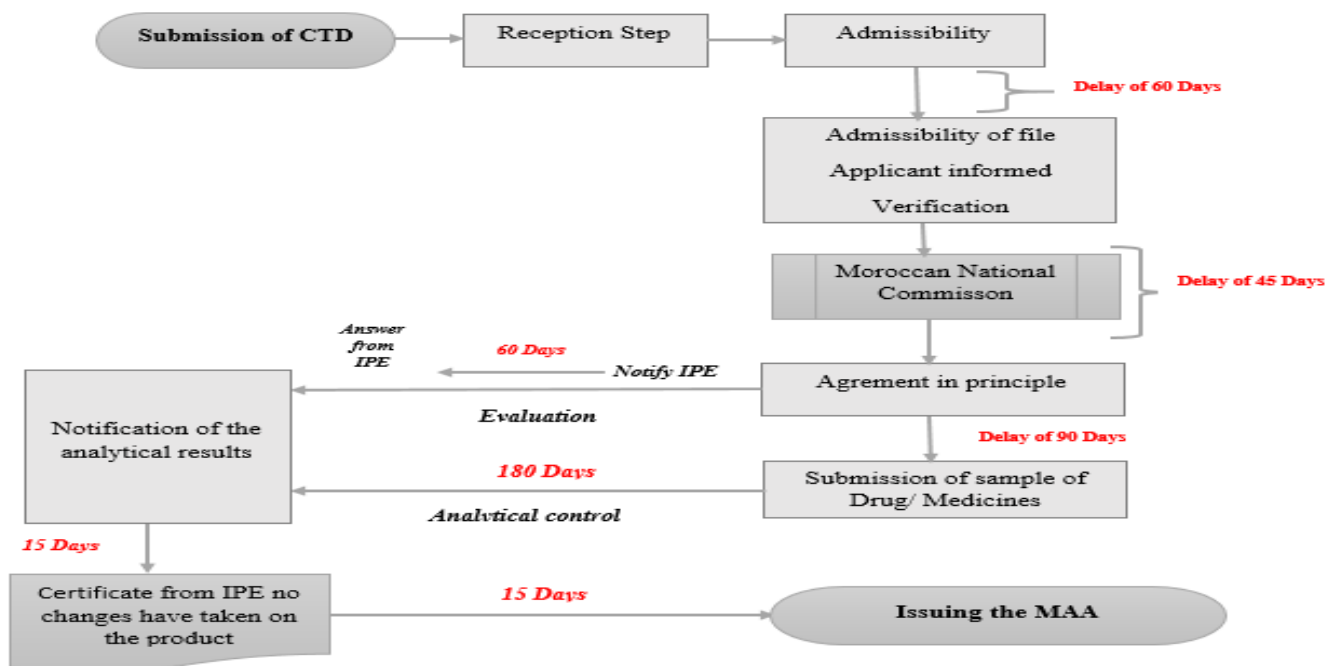 Submission of CTD
Reception Step
Admissibility
Delay of 60 Days
Admissibility of file
Applicant informed
Verification
Moroccan National
Commisson
Delay of 45 Days
Answer
from
IPE
60 Days
Notify IPE
Agrement in principle
Evaluation
Notification of the
analytical results
Delay of 90 Days
180 Days
Submission of sample of
Drug/ Medicines
Analytical control
15 Days
Certificate from IPE no
changes have taken on
the product
15 Days
Issuing the MAA